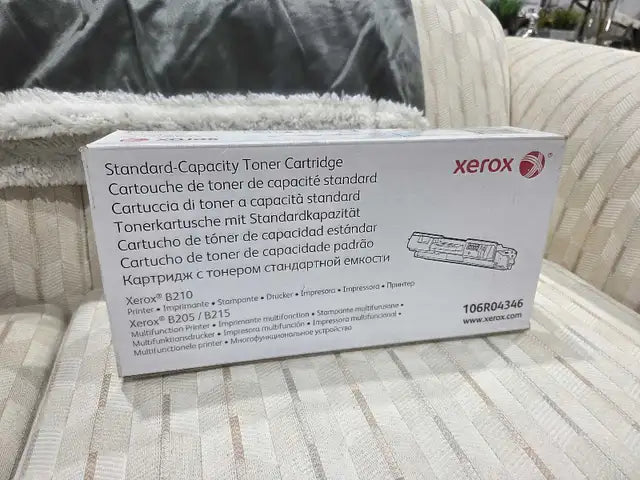 Standard-Capacity Toner Cartridge
Cartouche de toner de capacité standard
Cartuccia di toner a capacità standard
Tonerkartusche mit Standardkapazität
Cartucho de tóner de capacidad estándar
Cartucho de toner de capacidade padrão
Картридж с тонером стандартной емкости
xerox
Xerox® B210
Printer • Imprimante • Stampante • Drucker • Impresora • Impressora • Принтер
Xerox® B205 / B215
Multifunction Printer • Imprimante multifonction • Stampante multifunzione •
Multifunktionsdrucker • Impresora multifunción • Impressora multifuncional •
Multifunctionele printer • Многофункциональное устройство
106R04346
www.xerox.com